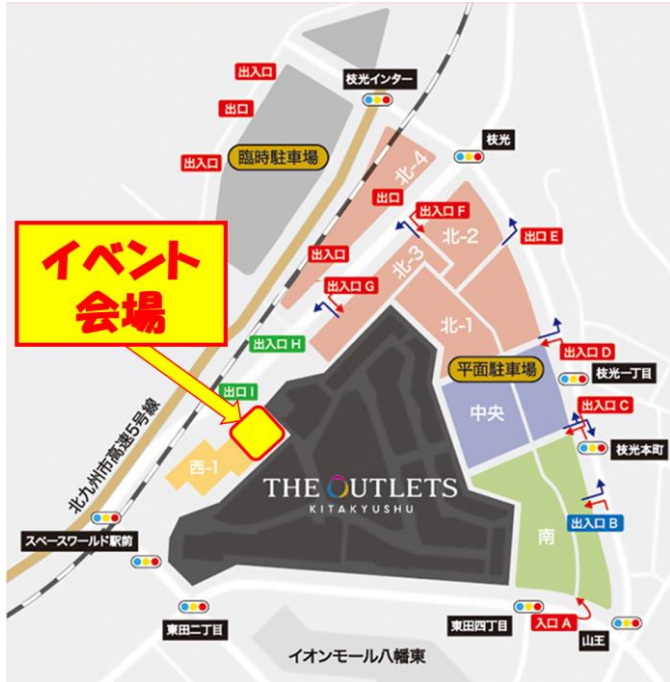 出入口
枝光インター
出口
枝光
出入口
臨時駐車場
北-4
出口
出入口 F
北-2
出口 E
イベント
会場
出入口
北-3
出入口 G
北-1
出入口 H
出入口 D
平面駐車場
枝光一丁目
出口 I
中央
出入口 C
北九州市高速5号線
枝光本町
西-1
THE OUTLETS
KITAKYUSHU
出入口 B
スペースワールド駅前
南
東田二丁目
東田四丁目
入口 A
山王
イオンモール八幡東